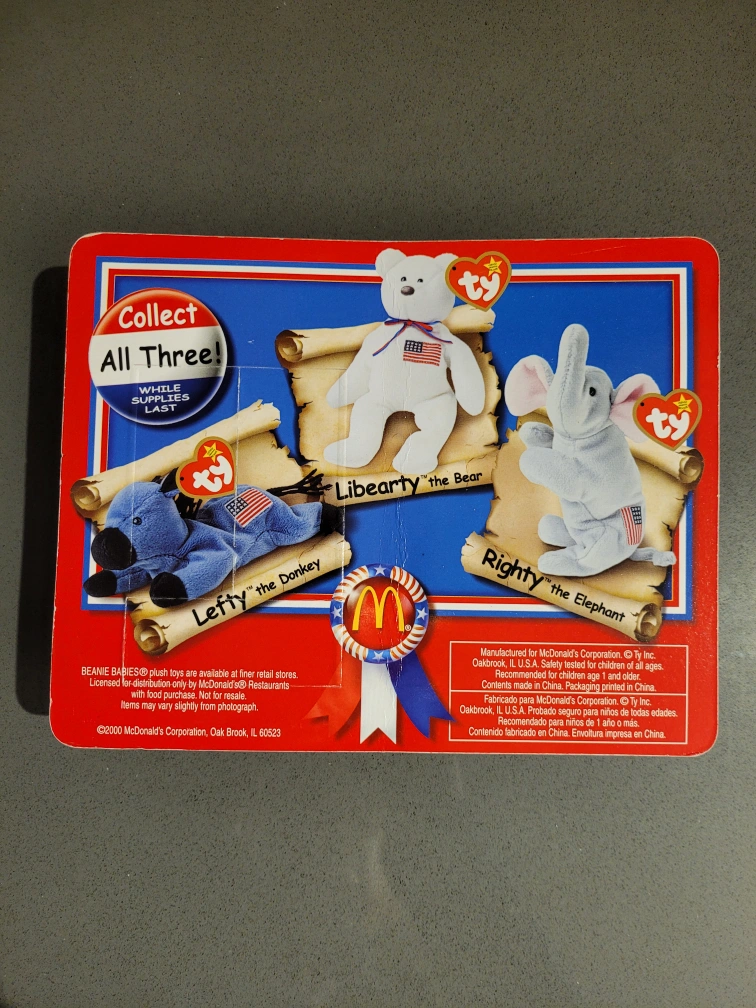 Collect
All Three!
WHILE
SUPPLIES
LAST
ty
Libearty™ the Bear
ty
Lefty™ the Donkey
ty
Righty™ the Elephant
M®
BEANIE BABIES® plush toys are available at finer retail stores.
Licensed for distribution only by McDonald's® Restaurants
with food purchase. Not for resale.
Items may vary slightly from photograph.
©2000 McDonald's Corporation, Oak Brook, IL 60523
Manufactured for McDonald's Corporation. © Ty Inc.
Oakbrook, IL U.S.A. Safety tested for children of all ages.
Recommended for children age 1 and older.
Contents made in China. Packaging printed in China.
Fabricado para McDonald's Corporation. © Ty Inc.
Oakbrook, IL U.S.A. Probado seguro para niños de todas edades.
Recomendado para niños de 1 año o más.
Contenido fabricado en China. Envoltura impresa en China.